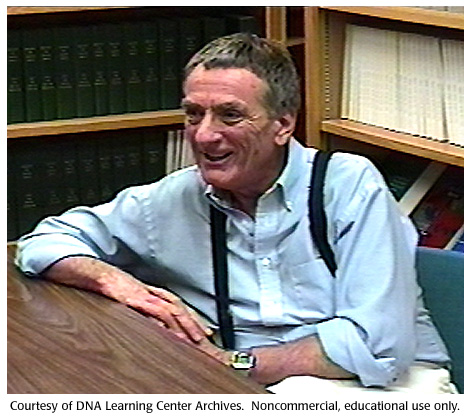 Courtesy of DNA Learning Center Archives. Noncommercial, educational use only.